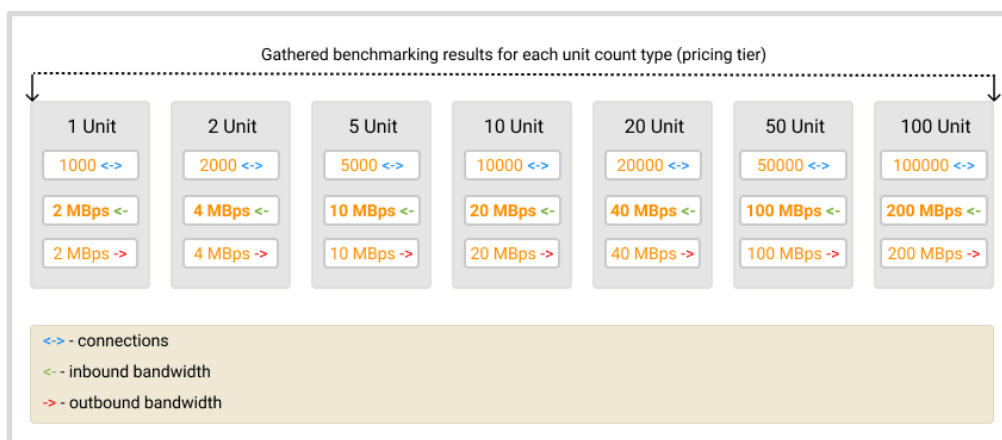 Gathered benchmarking results for each unit count type (pricing tier)
1 Unit
1000 <->
2 MBps <-
2 MBps ->
2 Unit
2000 <->
4 MBps <-
4 MBps ->
5 Unit
5000 <->
10 MBps <-
10 MBps ->
10 Unit
10000 <->
20 MBps <-
20 MBps ->
20 Unit
20000 <->
40 MBps <-
40 MBps ->
50 Unit
50000 <->
100 MBps <-
100 MBps ->
100 Unit
100000 <->
200 MBps <-
200 MBps ->
<-> - connections
<- - inbound bandwidth
-> - outbound bandwidth